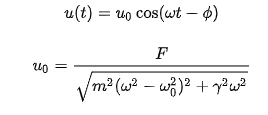 u(t) = u₀ cos(ωt − ϕ)
u₀ = F / √(m²(ω² − ω₀²)² + γ²ω²)